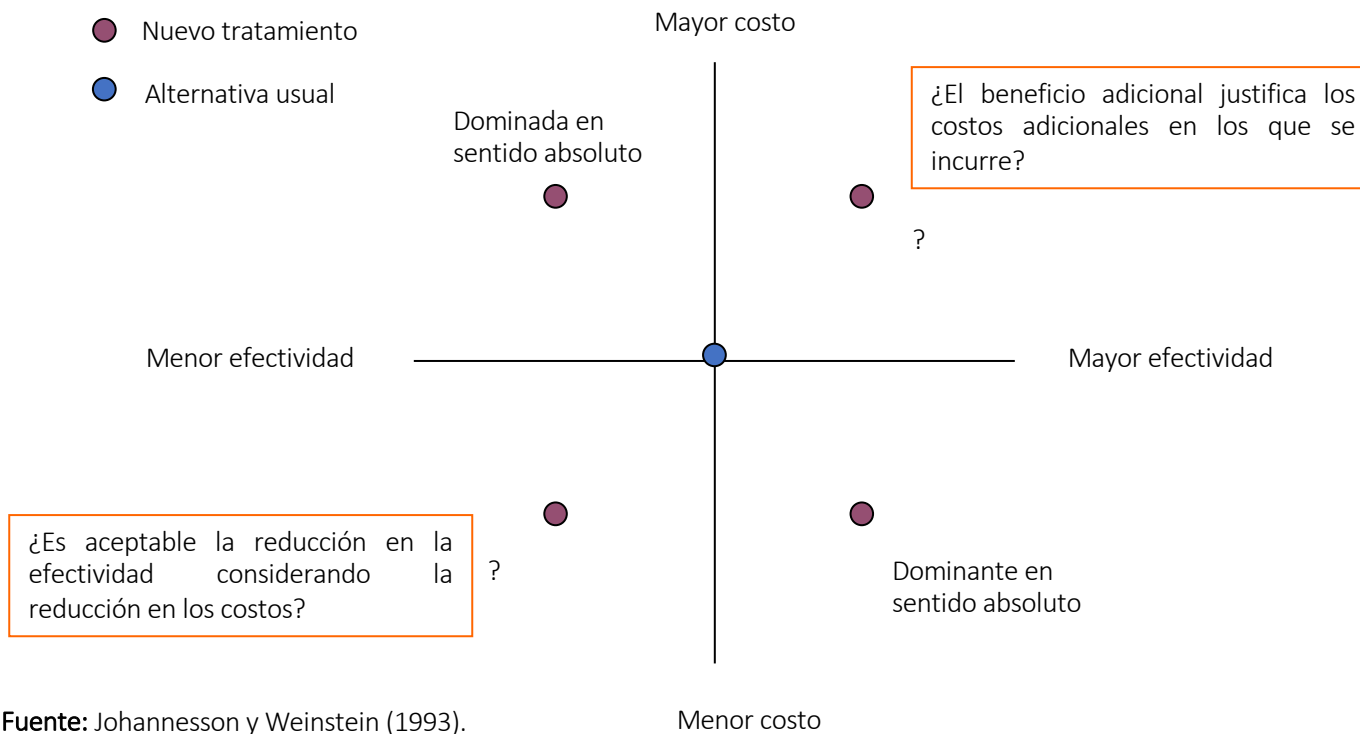 Nuevo tratamiento
Mayor costo
Alternativa usual
¿El beneficio adicional justifica los
costos adicionales en los que se
incurre?
Dominada en
sentido absoluto
?
Menor efectividad
Mayor efectividad
¿Es aceptable la reducción en la
efectividad considerando la
reducción en los costos?
?
Dominante en
sentido absoluto
Fuente: Johannesson y Weinstein (1993).
Menor costo